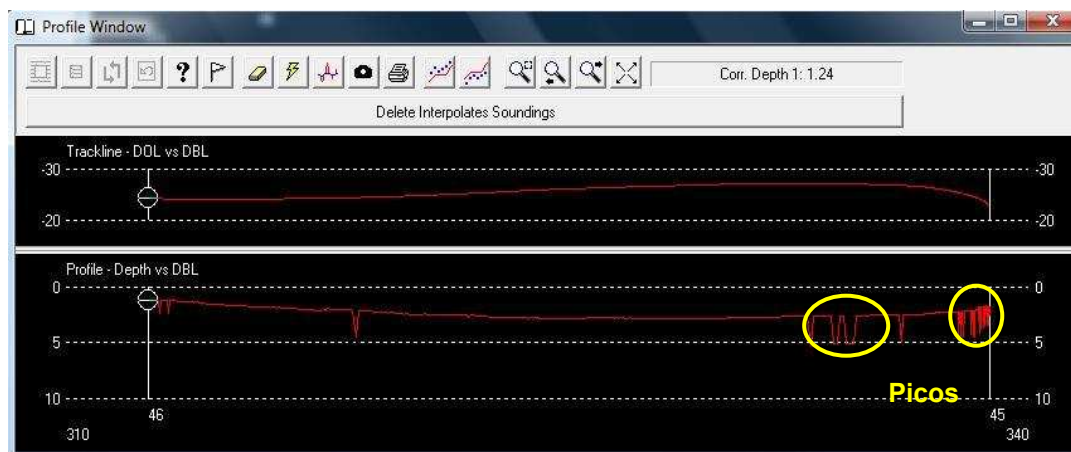 Profile Window
Corr. Depth 1: 1.24
Delete Interpolates Soundings
Trackline - DOL vs DBL
-30 -30
-20 -20
Profile - Depth vs DBL
0 0
5 5
Picos
10 10
46 45
310 340